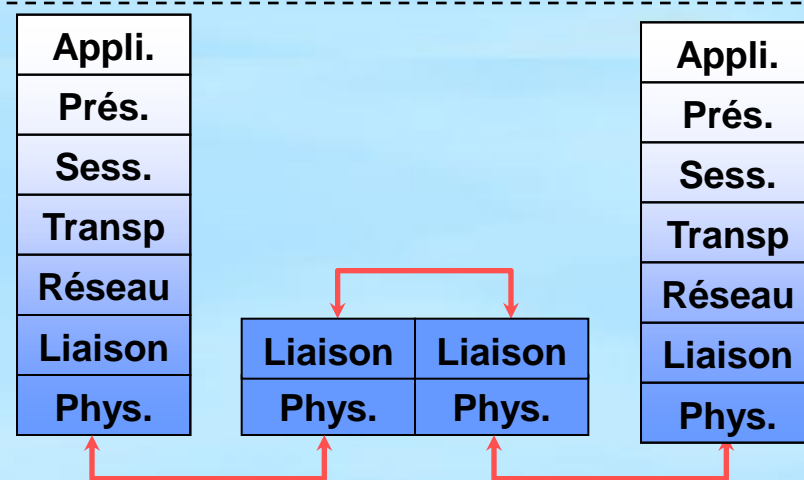 Appli.
Prés.
Sess.
Transp
Réseau
Liaison
Phys.
Liaison Liaison
Phys. Phys.
Appli.
Prés.
Sess.
Transp
Réseau
Liaison
Phys.